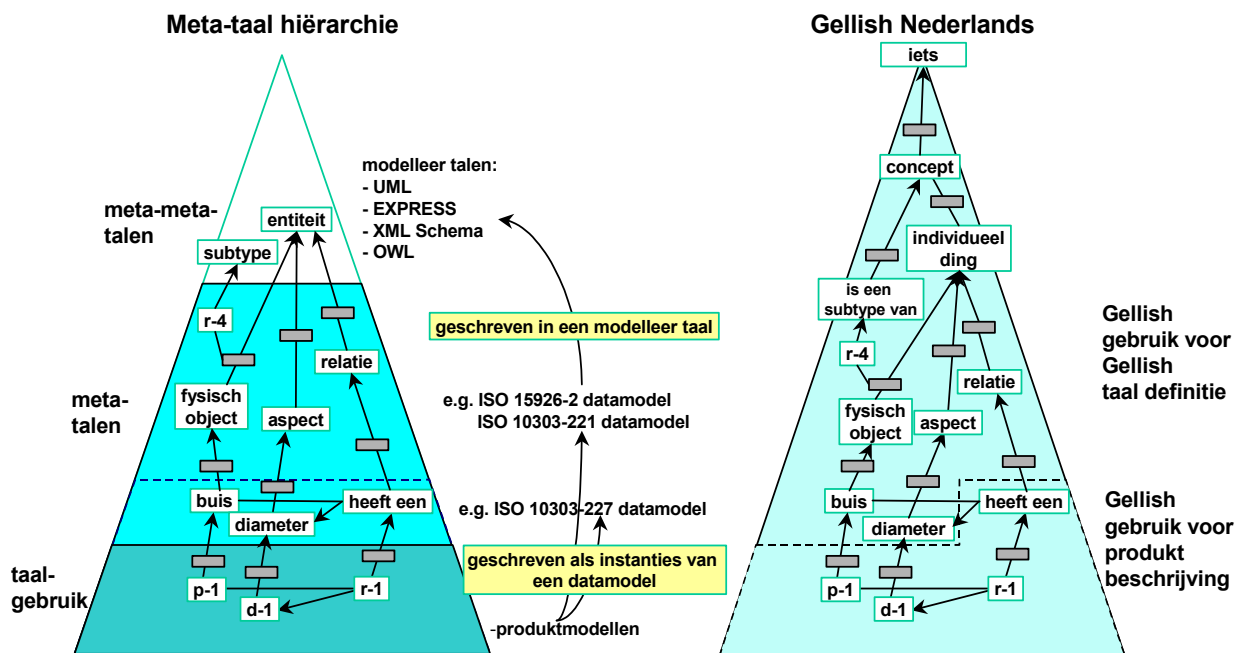 Meta-taal hiërarchie
meta-meta-
talen
entiteit
subtype
modelleer talen:
- UML
- EXPRESS
- XML Schema
- OWL
r-4
geschreven in een modelleer taal
relatie
meta-
talen
fysisch
object
aspect
e.g. ISO 15926-2 datamodel
ISO 10303-221 datamodel
buis
heeft een
diameter
e.g. ISO 10303-227 datamodel
taal-
gebruik
geschreven als instanties van
een datamodel
p-1
r-1
d-1
-produktmodellen
Gellish Nederlands
iets
concept
individueel
ding
is een
subtype van
r-4
relatie
fysisch
object
aspect
Gellish
gebruik voor
Gellish
taal definitie
buis
heeft een
diameter
Gellish
gebruik voor
produkt
beschrijving
p-1
r-1
d-1